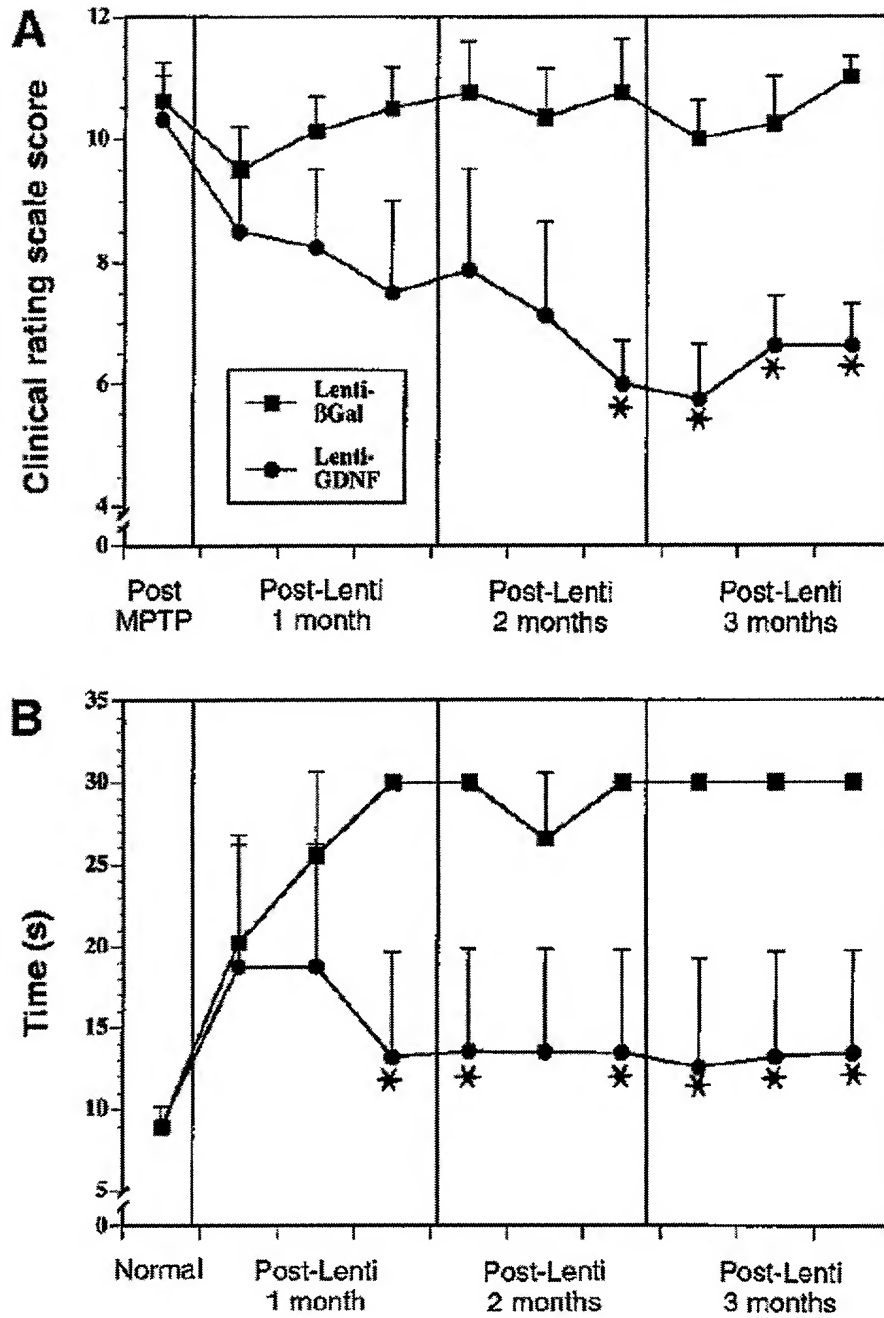 A
Clinical rating scale score
12
10
8
6
4
0
Lenti-
βGal
Lenti-
GDNF
*
*
*
*
Post
MPTP
Post-Lenti
1 month
Post-Lenti
2 months
Post-Lenti
3 months
B
Time (s)
35
30
25
20
15
10
5
0
*
*
*
*
*
*
Normal
Post-Lenti
1 month
Post-Lenti
2 months
Post-Lenti
3 months